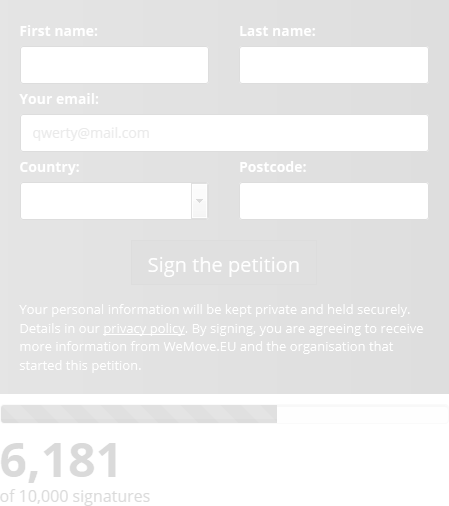 First name:
Last name:
Your email:
qwerty@mail.com
Country:
Postcode:
Sign the petition
Your personal information will be kept private and held securely.
Details in our privacy policy. By signing, you are agreeing to receive
more information from WeMove.EU and the organisation that
started this petition.
6,181
of 10,000 signatures